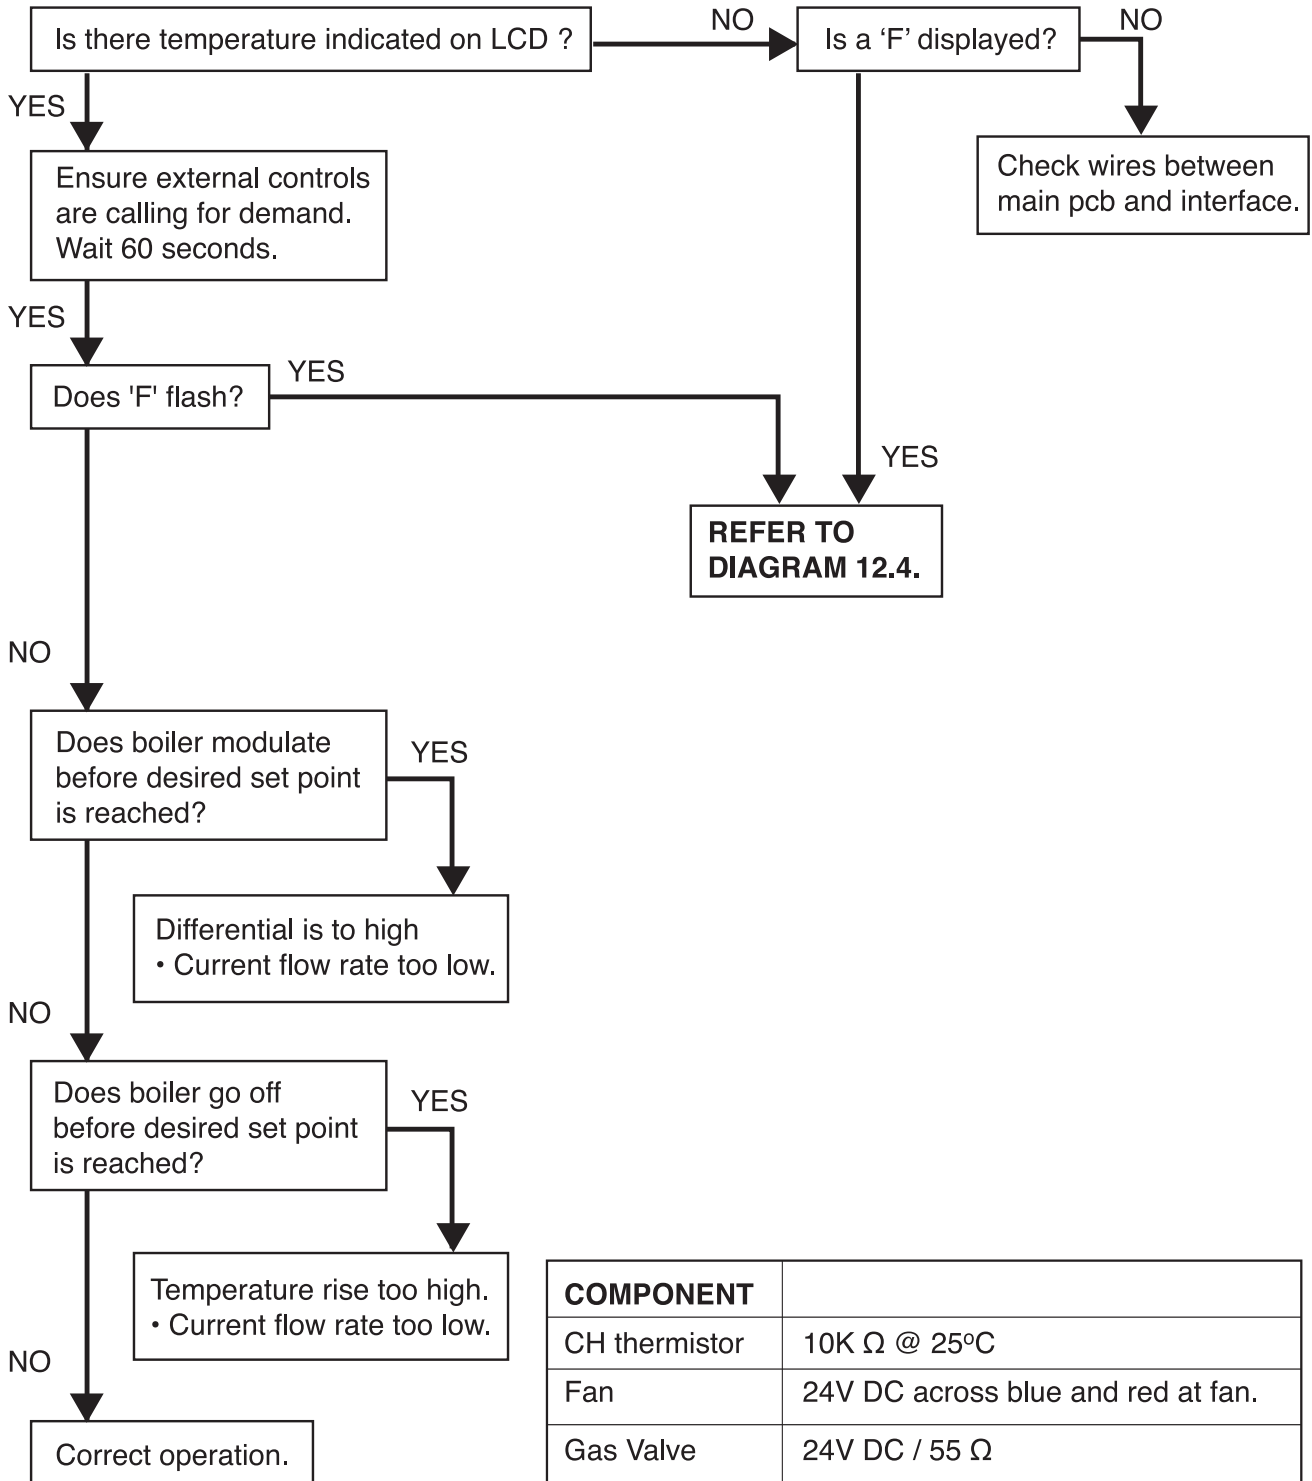 Is there temperature indicated on LCD ?
NO
Is a ‘F’ displayed?
NO
YES
Check wires between
main pcb and interface.
Ensure external controls
are calling for demand.
Wait 60 seconds.
YES
Does 'F' flash?
YES
YES
REFER TO
DIAGRAM 12.4.
NO
Does boiler modulate
before desired set point
is reached?
YES
Differential is to high
• Current flow rate too low.
NO
Does boiler go off
before desired set point
is reached?
YES
Temperature rise too high.
• Current flow rate too low.
NO
Correct operation.
COMPONENT
CH thermistor 10K Ω @ 25ºC
Fan 24V DC across blue and red at fan.
Gas Valve 24V DC / 55 Ω